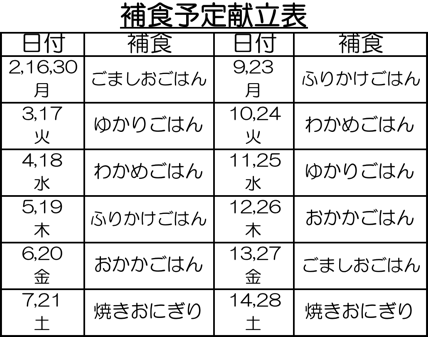 補食予定献立表
日付 補食 日付 補食
2,16,30 ごましおごはん 9,23 ふりかけごはん
月 月
3,17 ゆかりごはん 10,24 わかめごはん
火 火
4,18 わかめごはん 11,25 ゆかりごはん
水 水
5,19 ふりかけごはん 12,26 おかかごはん
木 木
6,20 おかかごはん 13,27 ごましおごはん
金 金
7,21 焼きおにぎり 14,28 焼きおにぎり
土 土